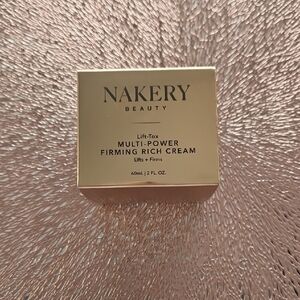 NAKERY
BEAUTY
Lift-Tox
MULTI-POWER
FIRMING RICH CREAM
Lifts + Firms
60mL | 2 FL. OZ.